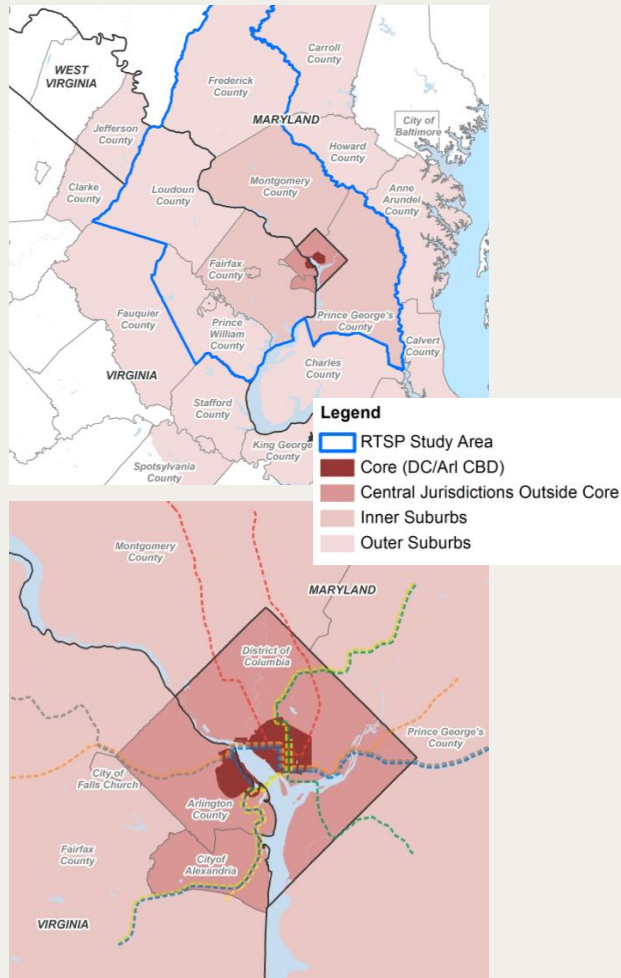 WEST
VIRGINIA
Frederick
County
Carroll
County
MARYLAND
City of
Baltimore
Jefferson
County
Howard
County
Clarke
County
Loudoun
County
Montgomery
County
Anne
Arundel
County
Fairfax
County
Fauquier
County
Prince
William
County
Prince George's
County
Calvert
County
VIRGINIA
Charles
County
Stafford
County
King George
County
Spotsylvania
County
Legend
RTSP Study Area
Core (DC/Arl CBD)
Central Jurisdictions Outside Core
Inner Suburbs
Outer Suburbs
Montgomery
County
MARYLAND
District of
Columbia
Prince George's
County
City of
Falls Church
Arlington
County
Fairfax
County
Cityof
Alexandria
VIRGINIA